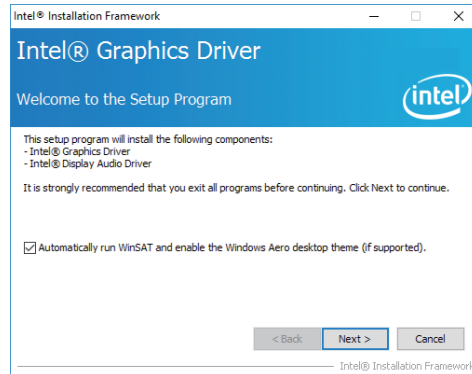 Intel® Installation Framework
Intel® Graphics Driver
Welcome to the Setup Program
intel
This setup program will install the following components:
- Intel® Graphics Driver
- Intel® Display Audio Driver
It is strongly recommended that you exit all programs before continuing. Click Next to continue.
Automatically run WinSAT and enable the Windows Aero desktop theme (if supported).
< Back Next > Cancel
Intel® Installation Framework